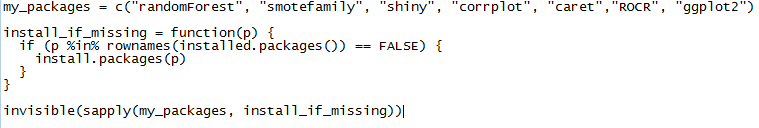 my_packages = c("randomForest", "smotefamily", "shiny", "corrplot", "caret","ROCR", "ggplot2")
install_if_missing = function(p) {
  if (p %in% rownames(installed.packages()) == FALSE) {
    install.packages(p)
  }
}
invisible(sapply(my_packages, install_if_missing))